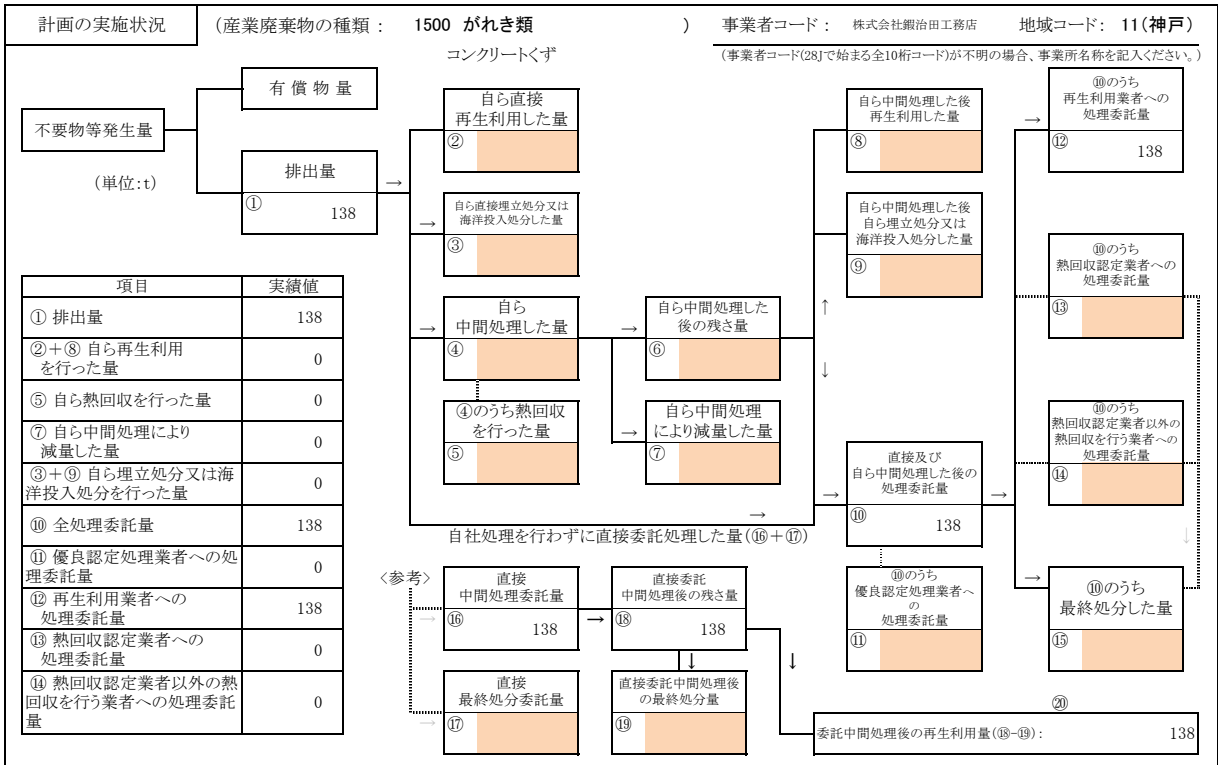 計画の実施状況 (産業廃棄物の種類： 1500 がれき類 ) 事業者コード： 株式会社鍜治田工務店 地域コード： 11(神戸)
コンクリートくず
(事業者コード(28Jで始まる全10桁コード)が不明の場合、事業所名称を記入ください。)
不要物等発生量
(単位:t)
有償物量
排出量
① 138
→
自ら直接
再生利用した量
②
→
自ら直接埋立処分又は
海洋投入処分した量
③
→
自ら
中間処理した量
④
④のうち熱回収
を行った量
⑤
→
自ら中間処理した
後の残さ量
⑥
→
自ら中間処理
により減量した量
⑦
自ら中間処理した後
再生利用した量
⑧
自ら中間処理した後
自ら埋立処分又は
海洋投入処分した量
⑨
↑
↓
→
直接及び
自ら中間処理した後の
処理委託量
⑩ 138
→
⑩のうち
優良認定処理業者へ
の
処理委託量
⑪
→
⑩のうち
再生利用業者への
処理委託量
⑫ 138
⑩のうち
熱回収認定業者への
処理委託量
⑬
⑩のうち
熱回収認定業者以外の
熱回収を行う業者への
処理委託量
⑭
↓
→
⑩のうち
最終処分した量
⑮
→
自社処理を行わずに直接委託処理した量(⑯＋⑰)
〈参考〉
→
直接
中間処理委託量
⑯ 138
→
直接委託
中間処理後の残さ量
⑱ 138
→
直接
最終処分委託量
⑰
↓
直接委託中間処理後
の最終処分量
⑲
↓
⑳
委託中間処理後の再生利用量(⑱-⑲)： 138
項目 実績値
① 排出量 138
②＋⑧ 自ら再生利用
を行った量 0
⑤ 自ら熱回収を行った量 0
⑦ 自ら中間処理により
減量した量 0
③＋⑨ 自ら埋立処分又は海
洋投入処分を行った量 0
⑩ 全処理委託量 138
⑪ 優良認定処理業者への処
理委託量 0
⑫ 再生利用業者への
処理委託量 138
⑬ 熱回収認定業者への
処理委託量 0
⑭ 熱回収認定業者以外の熱
回収を行う業者への処理委託
量 0